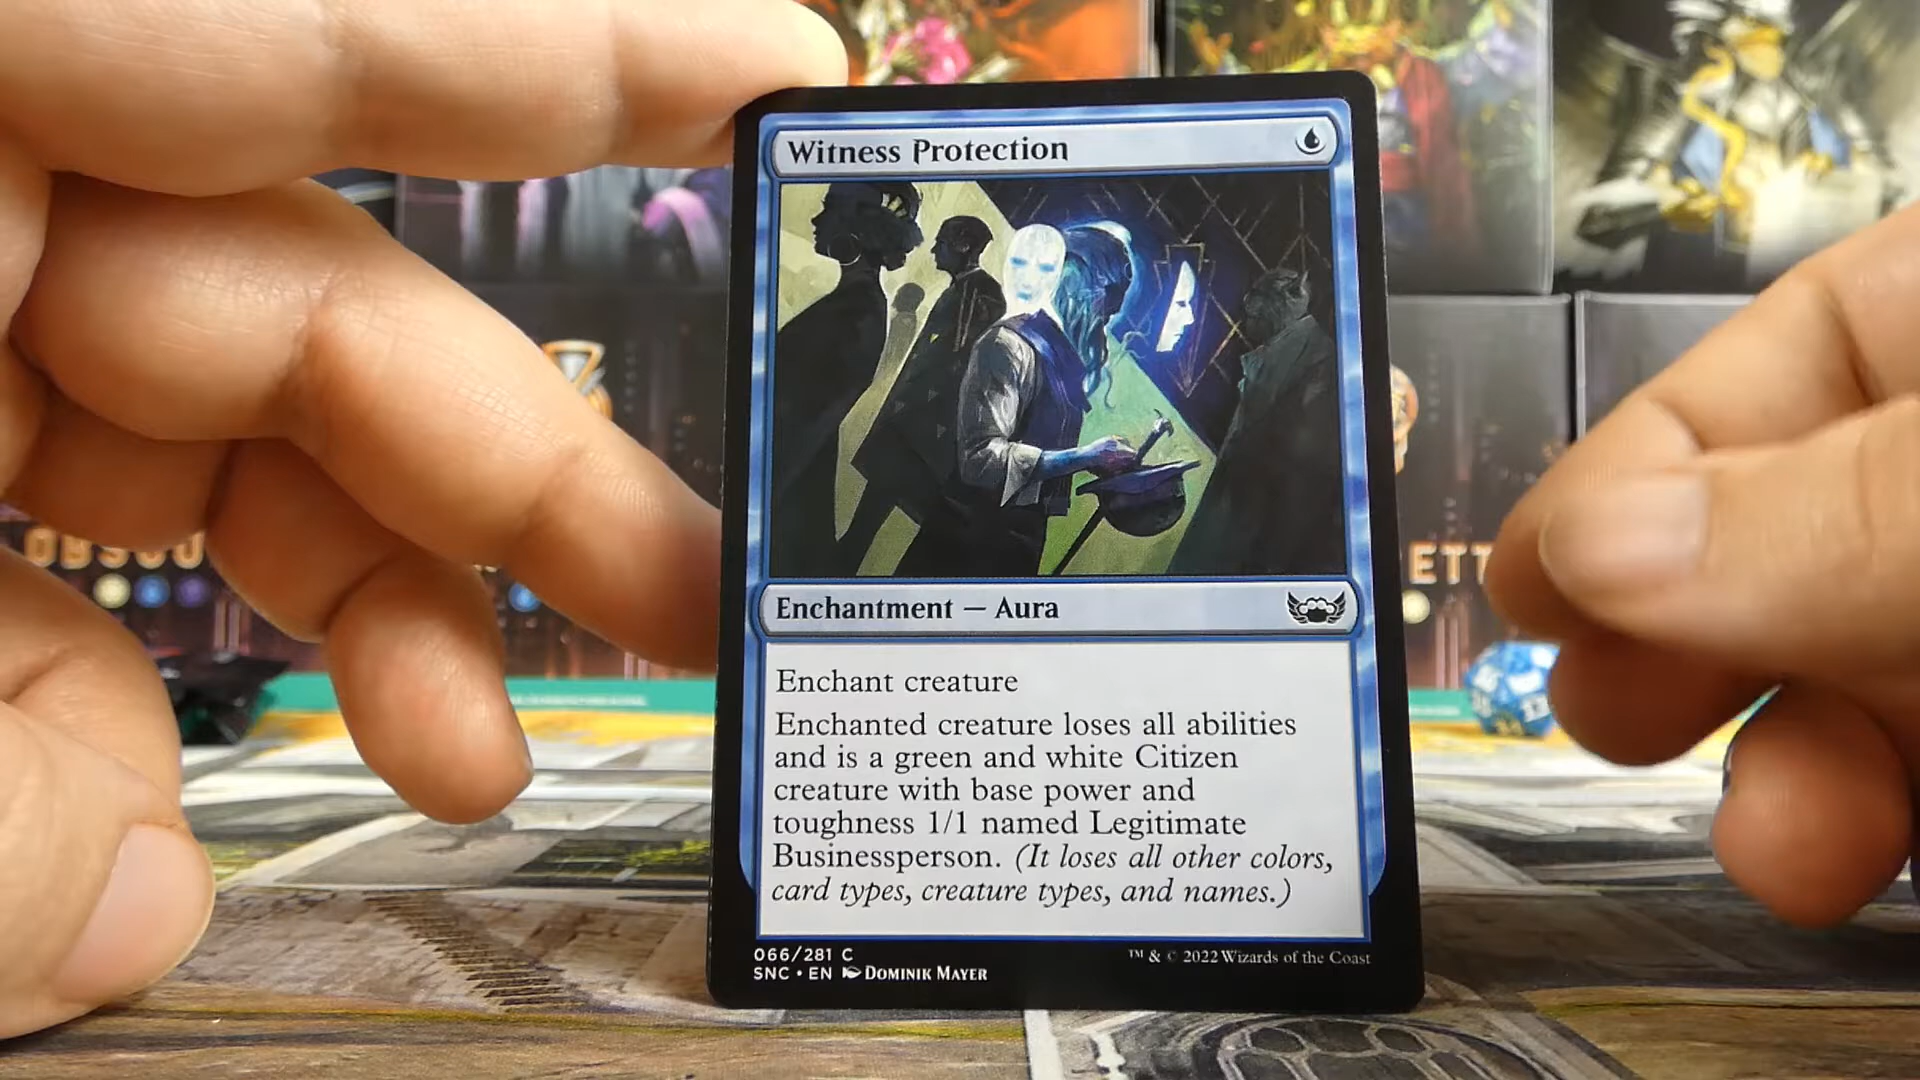 Witness Protection
Enchantment — Aura
Enchant creature
Enchanted creature loses all abilities
and is a green and white Citizen
creature with base power and
toughness 1/1 named Legitimate
Businessperson. (It loses all other colors,
card types, creature types, and names.)
066/281 C
SNC • EN DOMINIK MAYER
™ & © 2022 Wizards of the Coast
OBSCU
ETT